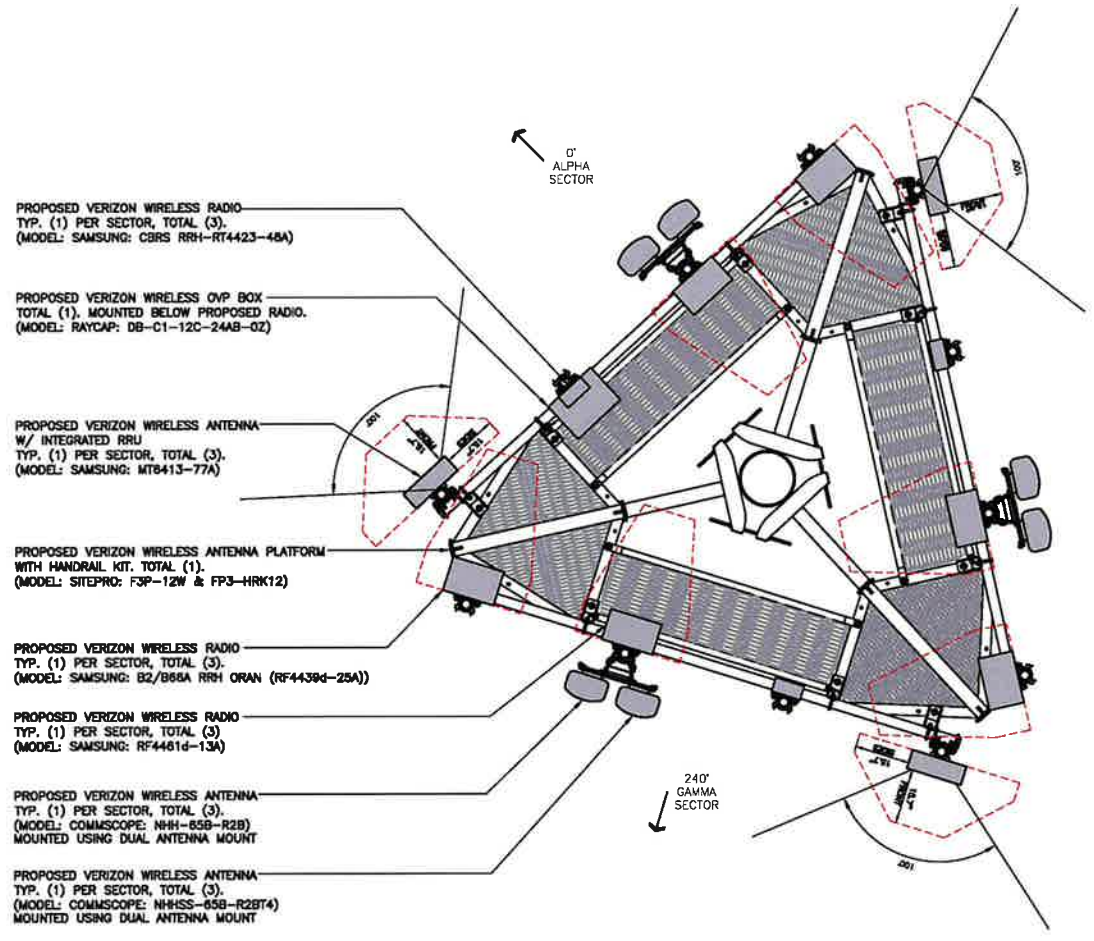 0°
ALPHA
SECTOR
PROPOSED VERIZON WIRELESS RADIO
TYP. (1) PER SECTOR, TOTAL (3).
(MODEL: SAMSUNG: CBRS RRH-RT4423-48A)
PROPOSED VERIZON WIRELESS OVP BOX
TOTAL (1). MOUNTED BELOW PROPOSED RADIO.
(MODEL: RAYCAP: DB-C1-12C-24AB-0Z)
PROPOSED VERIZON WIRELESS ANTENNA
W/ INTEGRATED RRU
TYP. (1) PER SECTOR, TOTAL (3).
(MODEL: SAMSUNG: MT6413-77A)
PROPOSED VERIZON WIRELESS ANTENNA PLATFORM
WITH HANDRAIL KIT. TOTAL (1).
(MODEL: SITEPRO: F3P-12W & FP3-HRK12)
PROPOSED VERIZON WIRELESS RADIO
TYP. (1) PER SECTOR, TOTAL (3).
(MODEL: SAMSUNG: B2/B66A RRH ORAN (RF4439d-25A))
PROPOSED VERIZON WIRELESS RADIO
TYP. (1) PER SECTOR, TOTAL (3)
(MODEL: SAMSUNG: RF4461d-13A)
PROPOSED VERIZON WIRELESS ANTENNA
TYP. (1) PER SECTOR, TOTAL (3).
(MODEL: COMMSCOPE: NHH-65B-R2B)
MOUNTED USING DUAL ANTENNA MOUNT
PROPOSED VERIZON WIRELESS ANTENNA
TYP. (1) PER SECTOR, TOTAL (3).
(MODEL: COMMSCOPE: NHHSS-65B-R2BT4)
MOUNTED USING DUAL ANTENNA MOUNT
240°
GAMMA
SECTOR
100°
100°
100°
FRONT